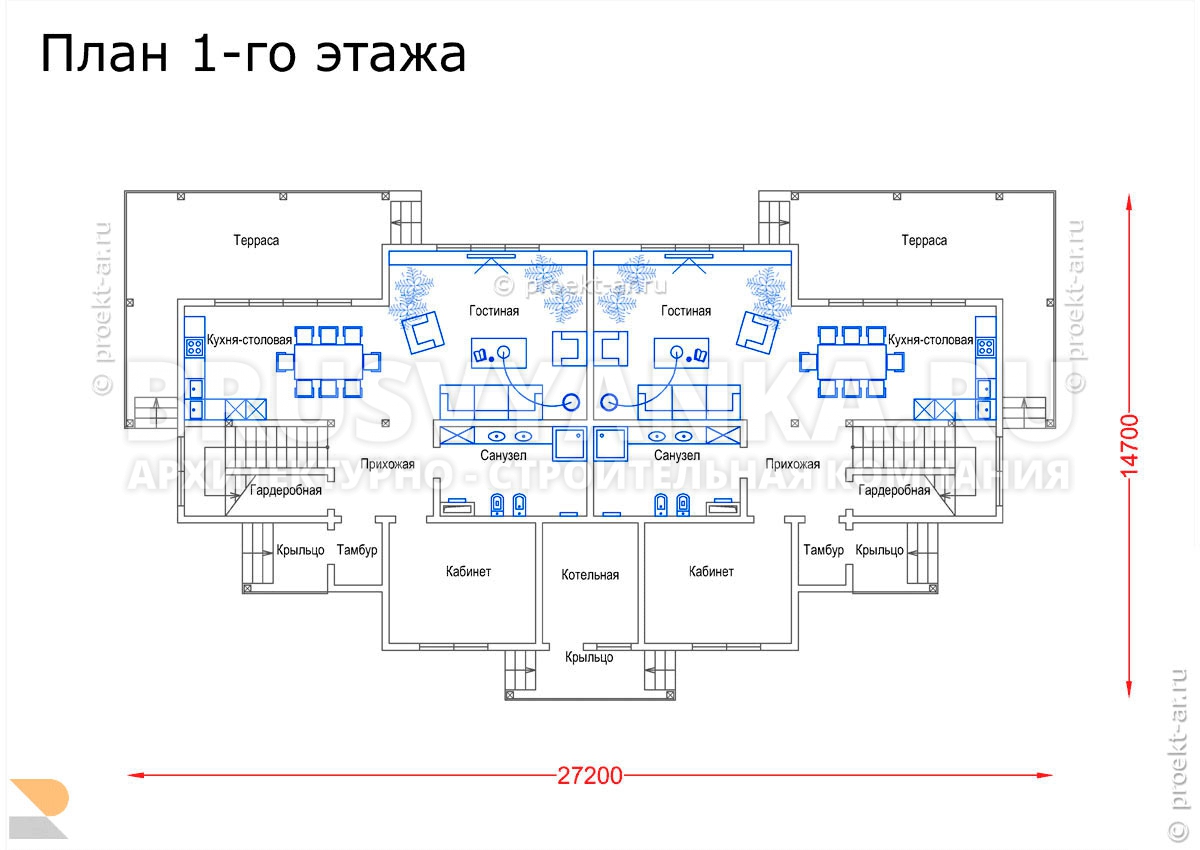 План 1-го этажа
Терраса
Терраса
© proekt-ar.ru
© proekt-ar.ru
© proekt-ar.ru
Гостиная
Гостиная
Кухня-столовая
Кухня-столовая
BRUSWYANKA.RU
АРХИТЕКТУРНО - СТРОИТЕЛЬНАЯ КОМПАНИЯ
14700
Санузел
Санузел
Прихожая
Прихожая
Гардеробная
Гардеробная
Крыльцо
Тамбур
Тамбур
Крыльцо
Кабинет
Котельная
Кабинет
Крыльцо
© proekt-ar.ru
27200